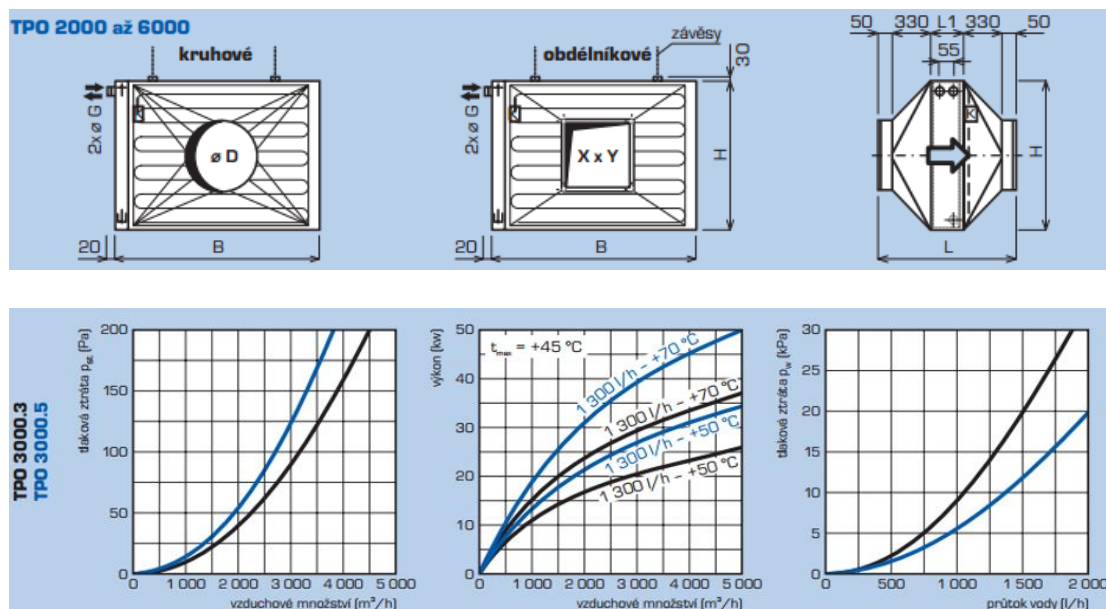 TPO 2000 až 6000
50 330 L1 330 50
kruhové
obdélníkové
závěsy
30
55
2x ø G
ø D
H
20 B
2x ø G
X x Y
H
20 B
L
TPO 3000.3
TPO 3000.5
tlaková ztráta pst (Pa)
200
150
100
50
0
0 1 000 2 000 3 000 4 000 5 000
vzduchové množství (m³/h)
výkon (kw)
50
40
30
20
10
0
tmax = +45 °C
1 300 l/h - +70 °C
1 300 l/h - +70 °C
1 300 l/h - +50 °C
1 300 l/h - +50 °C
0 1 000 2 000 3 000 4 000 5 000
vzduchové množství (m³/h)
tlaková ztráta pw (kPa)
30
25
20
15
10
5
0
0 500 1 000 1 500 2 000
průtok vody (l/h)